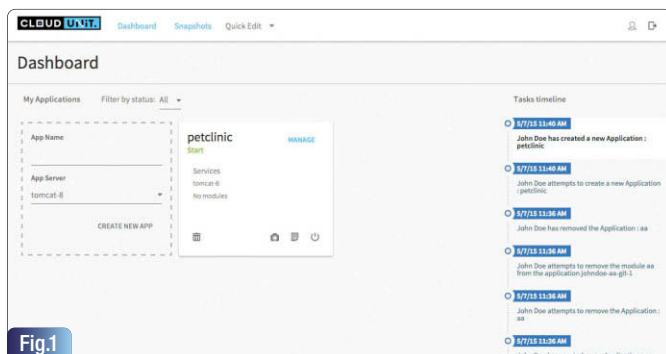 CLOUD UNIT.
Dashboard Snapshots Quick Edit
Dashboard
My Applications Filter by status: All
App Name
App Server
tomcat-8
CREATE NEW APP
petclinic MANAGE
Start
Services
tomcat-8
No modules
Tasks timeline
5/7/15 11:40 AM
John Doe has created a new Application :
petclinic
5/7/15 11:40 AM
John Doe attempts to create a new Application
: petclinic
5/7/15 11:36 AM
John Doe has removed the Application : aa
5/7/15 11:36 AM
John Doe attempts to remove the module aa
from the application johndoe-aa-git-1
5/7/15 11:36 AM
John Doe attempts to remove the Application :
aa
5/7/15 11:36 AM
Fig.1